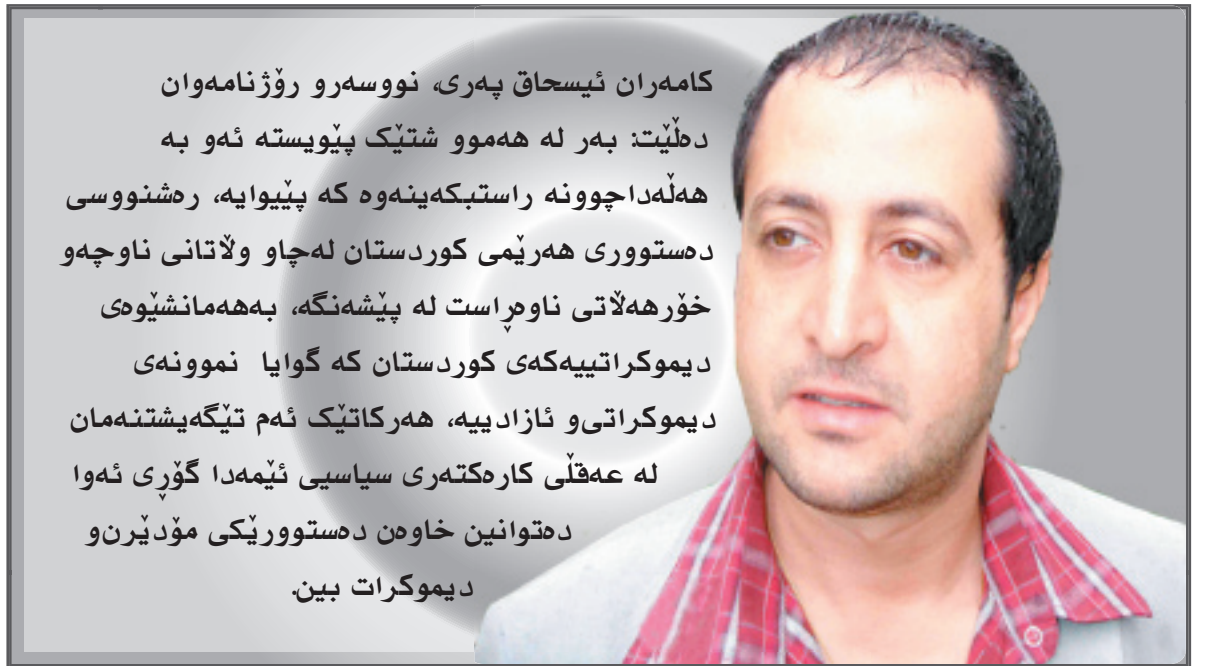 کامەران ئیسحاق پەری، نووسەرو رۆژنامەوان
دەڵێت: بەر لە هەموو شتێک پێویستە ئەو بە
هەڵەداچوونە راستبکەینەوە کە پێیوایە، رەشنووسی
دەستووری هەرێمی کوردستان لەچاو وڵاتانی ناوچەو
خۆرهەڵاتی ناوەڕاست لە پێشەنگە، بەهەمانشێوەی
دیموکراتییەکەی کوردستان کە گوایا نموونەی
دیموکراتی‌و ئازادییە، هەرکاتێک ئەم تێگەیشتنەمان
لە عەقڵی کارەکتەری سیاسیی ئێمەدا گۆڕی ئەوا
دەتوانین خاوەن دەستوورێکی مۆدێرن‌و
دیموکرات بین.